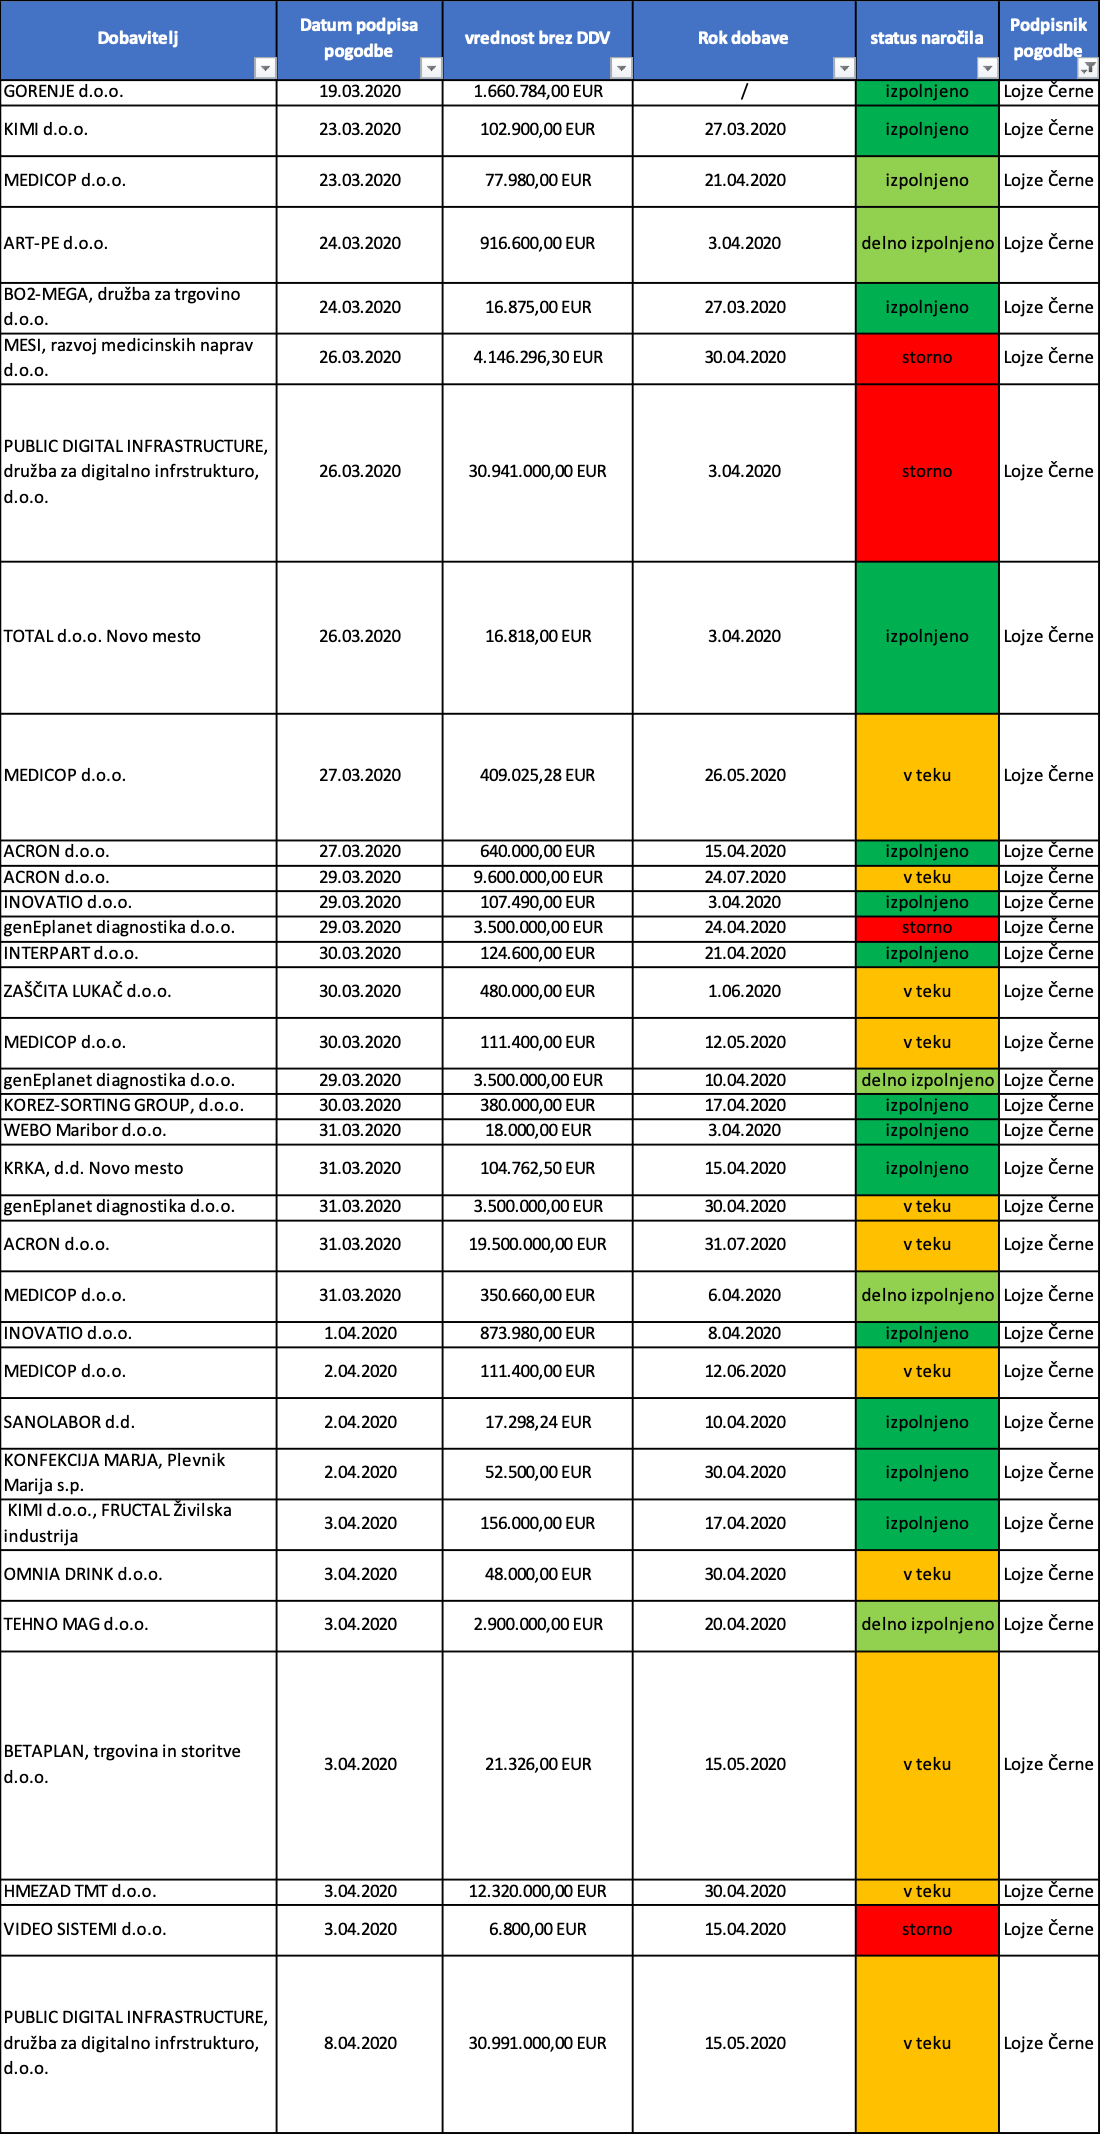 Dobavitelj Datum podpisa pogodbe vrednost brez DDV Rok dobave status naročila Podpisnik pogodbe
GORENJE d.o.o. 19.03.2020 1.660.784,00 EUR / izpolnjeno Lojze Černe
KIMI d.o.o. 23.03.2020 102.900,00 EUR 27.03.2020 izpolnjeno Lojze Černe
MEDICOP d.o.o. 23.03.2020 77.980,00 EUR 21.04.2020 izpolnjeno Lojze Černe
ART-PE d.o.o. 24.03.2020 916.600,00 EUR 3.04.2020 delno izpolnjeno Lojze Černe
BO2-MEGA, družba za trgovino d.o.o. 24.03.2020 16.875,00 EUR 27.03.2020 izpolnjeno Lojze Černe
MESI, razvoj medicinskih naprav d.o.o. 26.03.2020 4.146.296,30 EUR 30.04.2020 storno Lojze Černe
PUBLIC DIGITAL INFRASTRUCTURE, družba za digitalno infrstrukturo, d.o.o. 26.03.2020 30.941.000,00 EUR 3.04.2020 storno Lojze Černe
TOTAL d.o.o. Novo mesto 26.03.2020 16.818,00 EUR 3.04.2020 izpolnjeno Lojze Černe
MEDICOP d.o.o. 27.03.2020 409.025,28 EUR 26.05.2020 v teku Lojze Černe
ACRON d.o.o. 27.03.2020 640.000,00 EUR 15.04.2020 izpolnjeno Lojze Černe
ACRON d.o.o. 29.03.2020 9.600.000,00 EUR 24.07.2020 v teku Lojze Černe
INOVATIO d.o.o. 29.03.2020 107.490,00 EUR 3.04.2020 izpolnjeno Lojze Černe
genEplanet diagnostika d.o.o. 29.03.2020 3.500.000,00 EUR 24.04.2020 storno Lojze Černe
INTERPART d.o.o. 30.03.2020 124.600,00 EUR 21.04.2020 izpolnjeno Lojze Černe
ZAŠČITA LUKAČ d.o.o. 30.03.2020 480.000,00 EUR 1.06.2020 v teku Lojze Černe
MEDICOP d.o.o. 30.03.2020 111.400,00 EUR 12.05.2020 v teku Lojze Černe
genEplanet diagnostika d.o.o. 29.03.2020 3.500.000,00 EUR 10.04.2020 delno izpolnjeno Lojze Černe
KOREZ-SORTING GROUP, d.o.o. 30.03.2020 380.000,00 EUR 17.04.2020 izpolnjeno Lojze Černe
WEBO Maribor d.o.o. 31.03.2020 18.000,00 EUR 3.04.2020 izpolnjeno Lojze Černe
KRKA, d.d. Novo mesto 31.03.2020 104.762,50 EUR 15.04.2020 izpolnjeno Lojze Černe
genEplanet diagnostika d.o.o. 31.03.2020 3.500.000,00 EUR 30.04.2020 v teku Lojze Černe
ACRON d.o.o. 31.03.2020 19.500.000,00 EUR 31.07.2020 v teku Lojze Černe
MEDICOP d.o.o. 31.03.2020 350.660,00 EUR 6.04.2020 delno izpolnjeno Lojze Černe
INOVATIO d.o.o. 1.04.2020 873.980,00 EUR 8.04.2020 izpolnjeno Lojze Černe
MEDICOP d.o.o. 2.04.2020 111.400,00 EUR 12.06.2020 v teku Lojze Černe
SANOLABOR d.d. 2.04.2020 17.298,24 EUR 10.04.2020 izpolnjeno Lojze Černe
KONFEKCIJA MARJA, Plevnik Marija s.p. 2.04.2020 52.500,00 EUR 30.04.2020 izpolnjeno Lojze Černe
KIMI d.o.o., FRUCTAL Živilska industrija 3.04.2020 156.000,00 EUR 17.04.2020 izpolnjeno Lojze Černe
OMNIA DRINK d.o.o. 3.04.2020 48.000,00 EUR 30.04.2020 v teku Lojze Černe
TEHNO MAG d.o.o. 3.04.2020 2.900.000,00 EUR 20.04.2020 delno izpolnjeno Lojze Černe
BETAPLAN, trgovina in storitve d.o.o. 3.04.2020 21.326,00 EUR 15.05.2020 v teku Lojze Černe
HMEZAD TMT d.o.o. 3.04.2020 12.320.000,00 EUR 30.04.2020 v teku Lojze Černe
VIDEO SISTEMI d.o.o. 3.04.2020 6.800,00 EUR 15.04.2020 storno Lojze Černe
PUBLIC DIGITAL INFRASTRUCTURE, družba za digitalno infrstrukturo, d.o.o. 8.04.2020 30.991.000,00 EUR 15.05.2020 v teku Lojze Černe